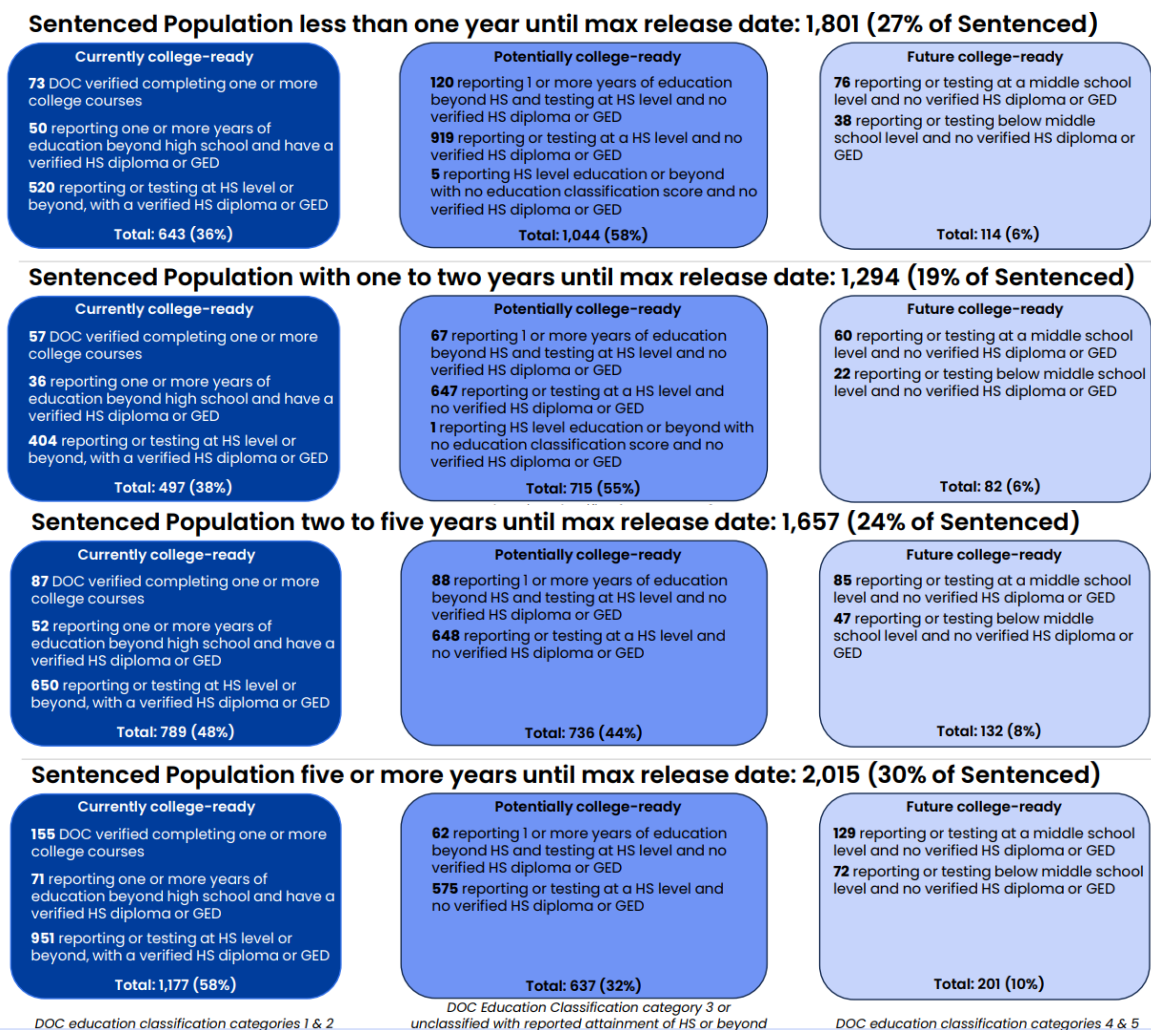 Sentenced Population less than one year until max release date: 1,801 (27% of Sentenced)
Currently college-ready
73 DOC verified completing one or more
college courses
50 reporting one or more years of
education beyond high school and have a
verified HS diploma or GED
520 reporting or testing at HS level or
beyond, with a verified HS diploma or GED
Total: 643 (36%)
Potentially college-ready
120 reporting 1 or more years of education
beyond HS and testing at HS level and no
verified HS diploma or GED
919 reporting or testing at a HS level and no
verified HS diploma or GED
5 reporting HS level education or beyond
with no education classification score and no
verified HS diploma or GED
Total: 1,044 (58%)
Future college-ready
76 reporting or testing at a middle school
level and no verified HS diploma or GED
38 reporting or testing below middle
school level and no verified HS diploma or
GED
Total: 114 (6%)
Sentenced Population with one to two years until max release date: 1,294 (19% of Sentenced)
Currently college-ready
57 DOC verified completing one or more
college courses
36 reporting one or more years of
education beyond high school and have a
verified HS diploma or GED
404 reporting or testing at HS level or
beyond, with a verified HS diploma or GED
Total: 497 (38%)
Potentially college-ready
67 reporting 1 or more years of education
beyond HS and testing at HS level and no
verified HS diploma or GED
647 reporting or testing at a HS level and
no verified HS diploma or GED
1 reporting HS level education or beyond with
no education classification score and no
verified HS diploma or GED
Total: 715 (55%)
Future college-ready
60 reporting or testing at a middle school
level and no verified HS diploma or GED
22 reporting or testing below middle school
level and no verified HS diploma or GED
Total: 82 (6%)
Sentenced Population two to five years until max release date: 1,657 (24% of Sentenced)
Currently college-ready
87 DOC verified completing one or more
college courses
52 reporting one or more years of
education beyond high school and have a
verified HS diploma or GED
650 reporting or testing at HS level or
beyond, with a verified HS diploma or GED
Total: 789 (48%)
Potentially college-ready
88 reporting 1 or more years of education
beyond HS and testing at HS level and no
verified HS diploma or GED
648 reporting or testing at a HS level and
no verified HS diploma or GED
Total: 736 (44%)
Future college-ready
85 reporting or testing at a middle school
level and no verified HS diploma or GED
47 reporting or testing below middle
school level and no verified HS diploma or
GED
Total: 132 (8%)
Sentenced Population five or more years until max release date: 2,015 (30% of Sentenced)
Currently college-ready
155 DOC verified completing one or more
college courses
71 reporting one or more years of
education beyond high school and have a
verified HS diploma or GED
951 reporting or testing at HS level or
beyond, with a verified HS diploma or GED
Total: 1,177 (58%)
Potentially college-ready
62 reporting 1 or more years of education
beyond HS and testing at HS level and no
verified HS diploma or GED
575 reporting or testing at a HS level and
no verified HS diploma or GED
Total: 637 (32%)
Future college-ready
129 reporting or testing at a middle school
level and no verified HS diploma or GED
72 reporting or testing below middle school
level and no verified HS diploma or GED
Total: 201 (10%)
DOC education classification categories 1 & 2
DOC Education Classification category 3 or
unclassified with reported attainment of HS or beyond
DOC education classification categories 4 & 5